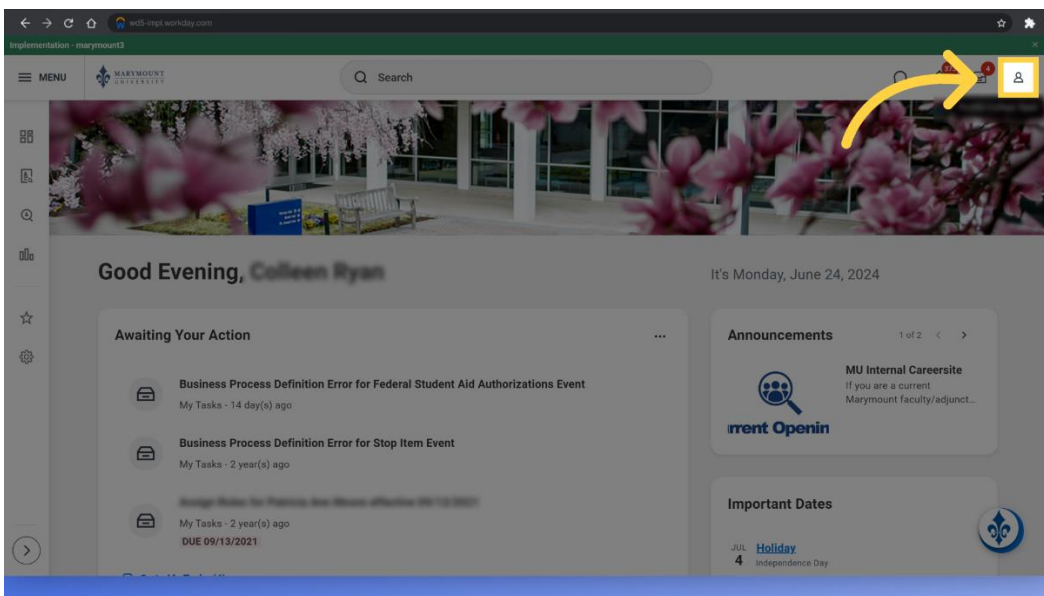 wd5-impl.workday.com
Implementation - marymount3
MENU
MARYMOUNT
UNIVERSITY
Search
4
Good Evening,
It's Monday, June 24, 2024
Awaiting Your Action
Business Process Definition Error for Federal Student Aid Authorizations Event
My Tasks - 14 day(s) ago
Business Process Definition Error for Stop Item Event
My Tasks - 2 year(s) ago
My Tasks - 2 year(s) ago
DUE 09/13/2021
Announcements
1 of 2
MU Internal Careersite
If you are a current
Marymount faculty/adjunct...
rrent Openin
Important Dates
JUL
4
Holiday
Independence Day